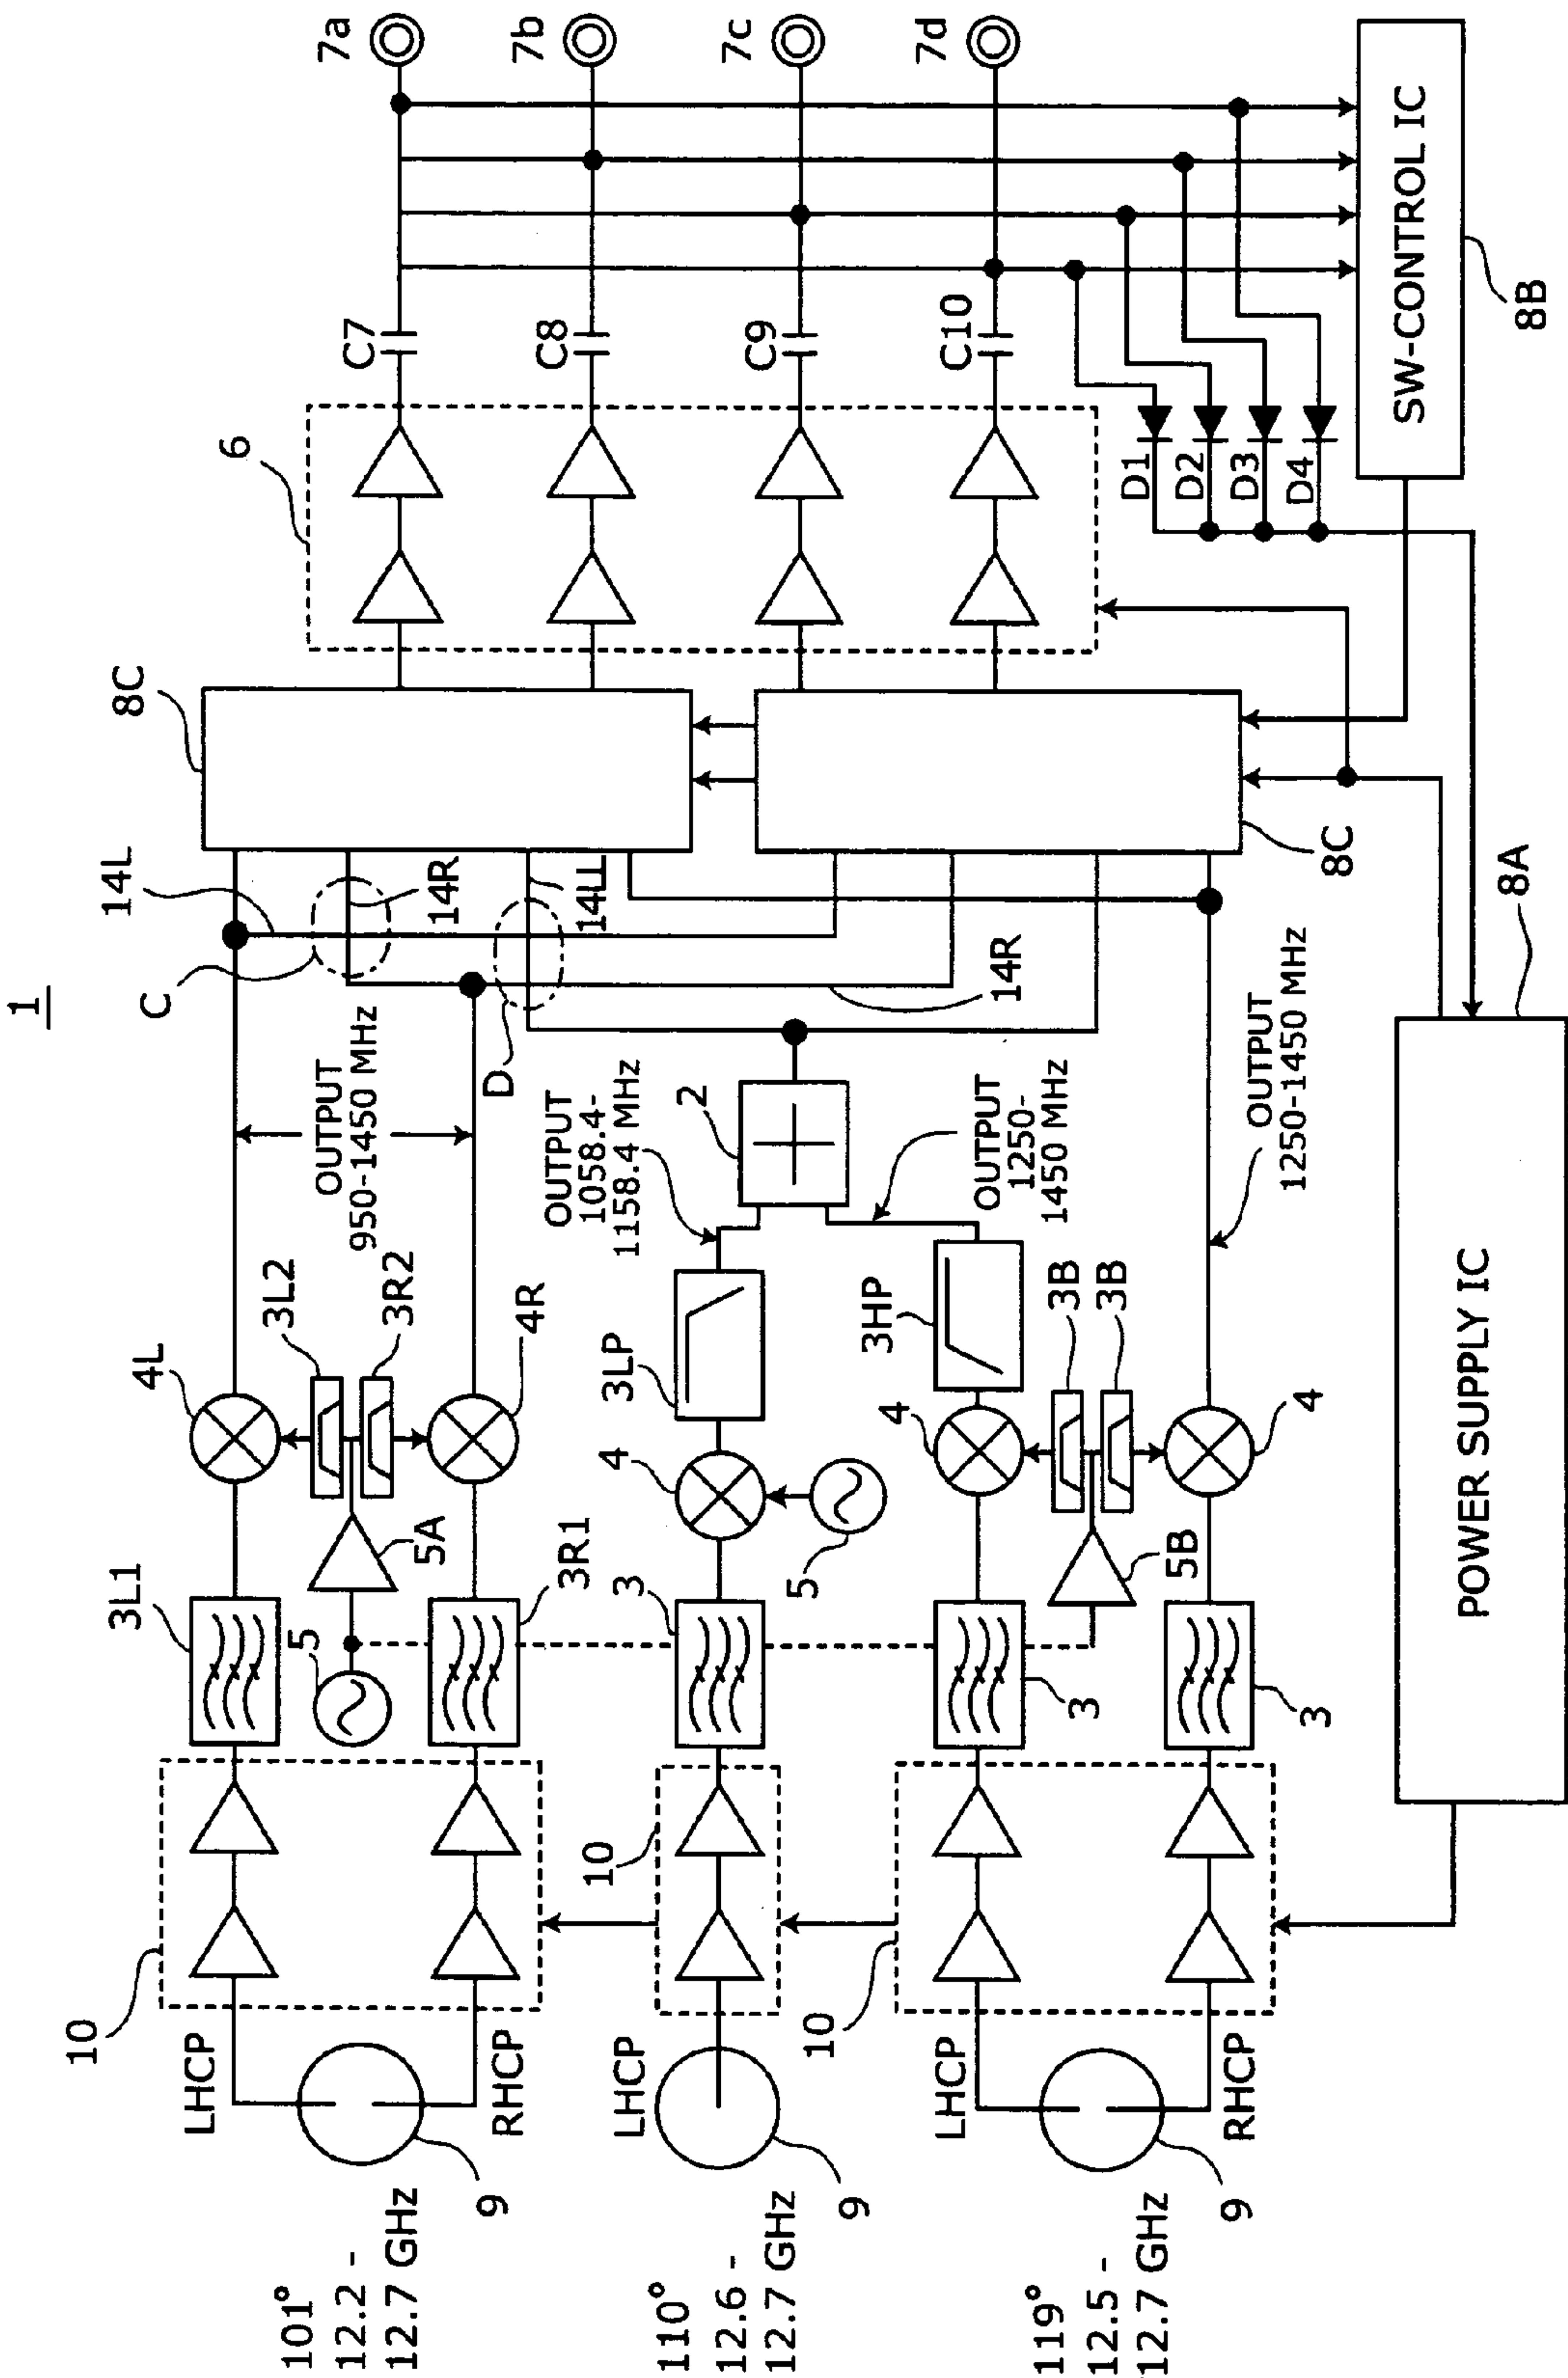 1
101°
12.2 -
12.7 GHz
9
LHCP
RHCP
10
3L1
5
5A
3R1
4L
3L2
3R2
4R
OUTPUT
950-1450 MHz
C
14L
14R
D
14L
14R
8C
6
C7
C8
C9
C10
7a
7b
7c
7d
110°
12.6 -
12.7 GHz
9
LHCP
10
3
4
5
3LP
OUTPUT
1058.4-
1158.4 MHz
2
119°
12.5 -
12.7 GHz
9
LHCP
RHCP
10
3
3
5B
4
4
3HP
3B
3B
OUTPUT
1250-
1450 MHz
OUTPUT
1250-1450 MHz
8C
D1
D2
D3
D4
POWER SUPPLY IC
8A
SW-CONTROL IC
8B